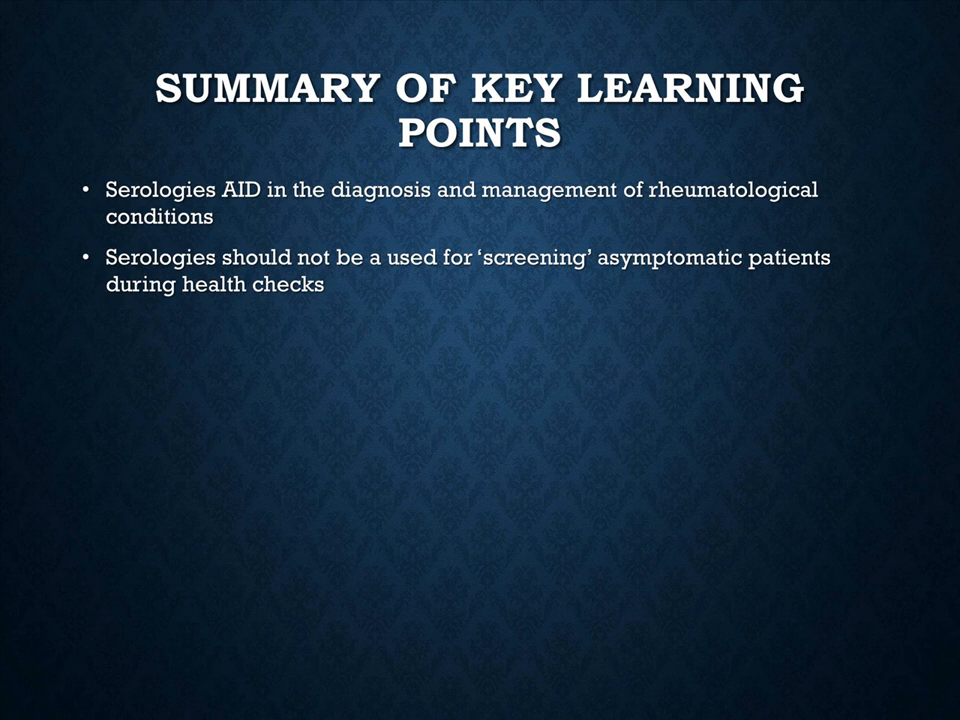 SUMMARY OF KEY LEARNING
POINTS
• Serologies AID in the diagnosis and management of rheumatological
conditions
• Serologies should not be a used for ‘screening’ asymptomatic patients
during health checks